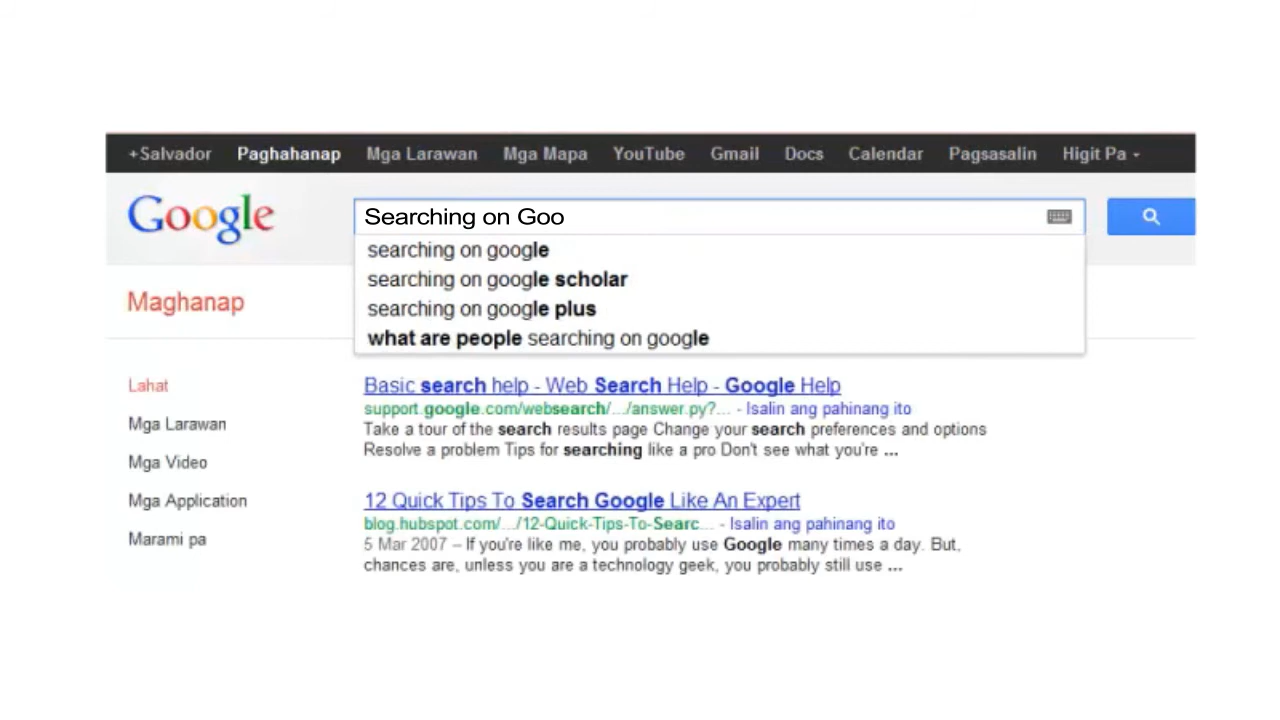 +Salvador Paghahanap Mga Larawan Mga Mapa YouTube Gmail Docs Calendar Pagsasalin Higit Pa
Google
Searching on Goo
searching on google
searching on google scholar
searching on google plus
what are people searching on google
Maghanap
Lahat
Mga Larawan
Mga Video
Mga Application
Marami pa
Basic search help - Web Search Help - Google Help
support.google.com/websearch/.../answer.py?... - Isalin ang pahinang ito
Take a tour of the search results page Change your search preferences and options
Resolve a problem Tips for searching like a pro Don't see what you're ...
12 Quick Tips To Search Google Like An Expert
blog.hubspot.com/.../12-Quick-Tips-To-Searc... - Isalin ang pahinang ito
5 Mar 2007 – If you're like me, you probably use Google many times a day. But,
chances are, unless you are a technology geek, you probably still use ...